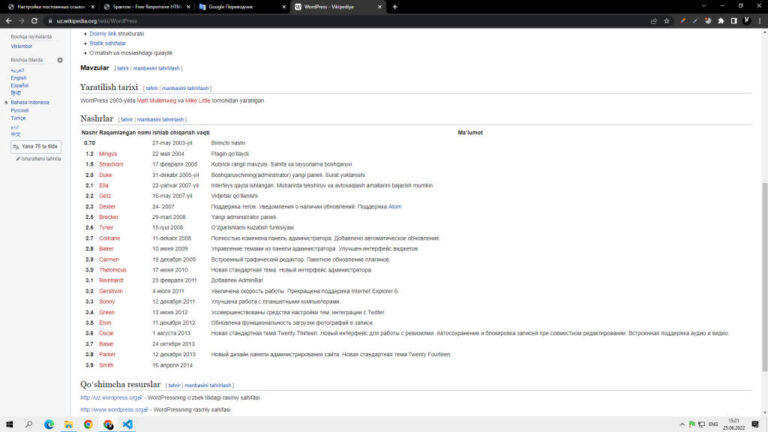 Настройки постоянных ссылок
Sparrow - Free Responsive HTML
Google Переводчик
WordPress - Vikipediya
uz.wikipedia.org/wiki/WordPress
Boshqa loyihalarda
Vikiombor
Boshqa tillarda
العربية
English
Español
हिन्दी
Bahasa Indonesia
Русский
Türkçe
اردو
中文
Yana 75 ta tilda
Ishoratlarni tahrirla
Doimiy link strukturasi
Statik sahifalar
O'rnatish va moslashdagi qulaylik
Mavzular [ tahrir | manbasini tahrirlash ]
Yaratilish tarixi [ tahrir | manbasini tahrirlash ]
WordPress 2003-yilda Matt Mullenweg va Mike Little tomonidan yaratilgan.
Nashrlar [ tahrir | manbasini tahrirlash ]
Nashr Raqamlangan nomi ishlab chiqarish vaqti Ma'lumot
0.70 27-may 2003-yil Birinchi nashr.
1.2 Mingus 22 мая 2004 Plagin qo'llaydi.
1.5 Strayhorn 17 февраля 2005 Kubrick rangli mavzusi. Sahifa va tayyorlama boshqaruvi.
2.0 Duke 31-dekabr 2005-yil Boshqaruvchining(administrator) yangi paneli. Surat yuklanishi.
2.1 Ella 22-yanvar 2007-yil Interfeys qayta ishlangan. Muharirida tekshiruv va avtosaqlash amallarini bajarish mumkin
2.2 Getz 16-may 2007-yil Vidjetlar qo'llanishi.
2.3 Dexter 24- 2007 Поддержка тегов. Уведомления о наличии обновлений. Поддержка Atom
2.5 Brecker 29-mart 2008 Yangi administrator paneli.
2.6 Tyner 15-iyul 2008 O'zgarishlarni kuzatish funksiyasi.
2.7 Coltrane 11-dekabr 2008 Полностью изменена панель администратора. Добавлено автоматическое обновление.
2.8 Baker 10 июня 2009 Управление темами из панели администратора. Улучшен интерфейс виджетов.
2.9 Carmen 19 декабря 2009 Встроенный графический редактор. Пакетное обновление плагинов.
3.0 Thelonious 17 июня 2010 Новая стандартная тема. Новый интерфейс администратора.
3.1 Reinhardt 23 февраля 2011 Добавлен AdminBar.
3.2 Gershwin 4 июля 2011 Увеличена скорость работы. Прекращена поддержка Internet Explorer 6.
3.3 Sonny 12 декабря 2011 Улучшена работа с планшетными компьютерами.
3.4 Green 13 июня 2012 Усовершенствованы средства настройки тем, интеграции с Twitter.
3.5 Elvin 11 декабря 2012 Обновлена функциональность загрузки фотографий в записи.
3.6 Oscar 1 августа 2013 Новая стандартная тема Twenty Thirteen. Новый интерфейс для работы с ревизиями. Автосохранение и блокировка записей при совместном редактировании. Встроенная поддержка аудио и видео.
3.7 Basie 24 октября 2013
3.8 Parker 12 декабря 2013 Новый дизайн панели администрирования сайта. Новая стандартная тема Twenty Fourteen.
3.9 Smith 16 апреля 2014
Qo'shimcha resurslar [ tahrir | manbasini tahrirlash ]
http://uz.wordpress.org - WordPressning o'zbek tilidagi rasmiy sahifasi.
http://www.wordpress.org - WordPressning rasmiy sahifasi
ENG
15:21
25.06.2022